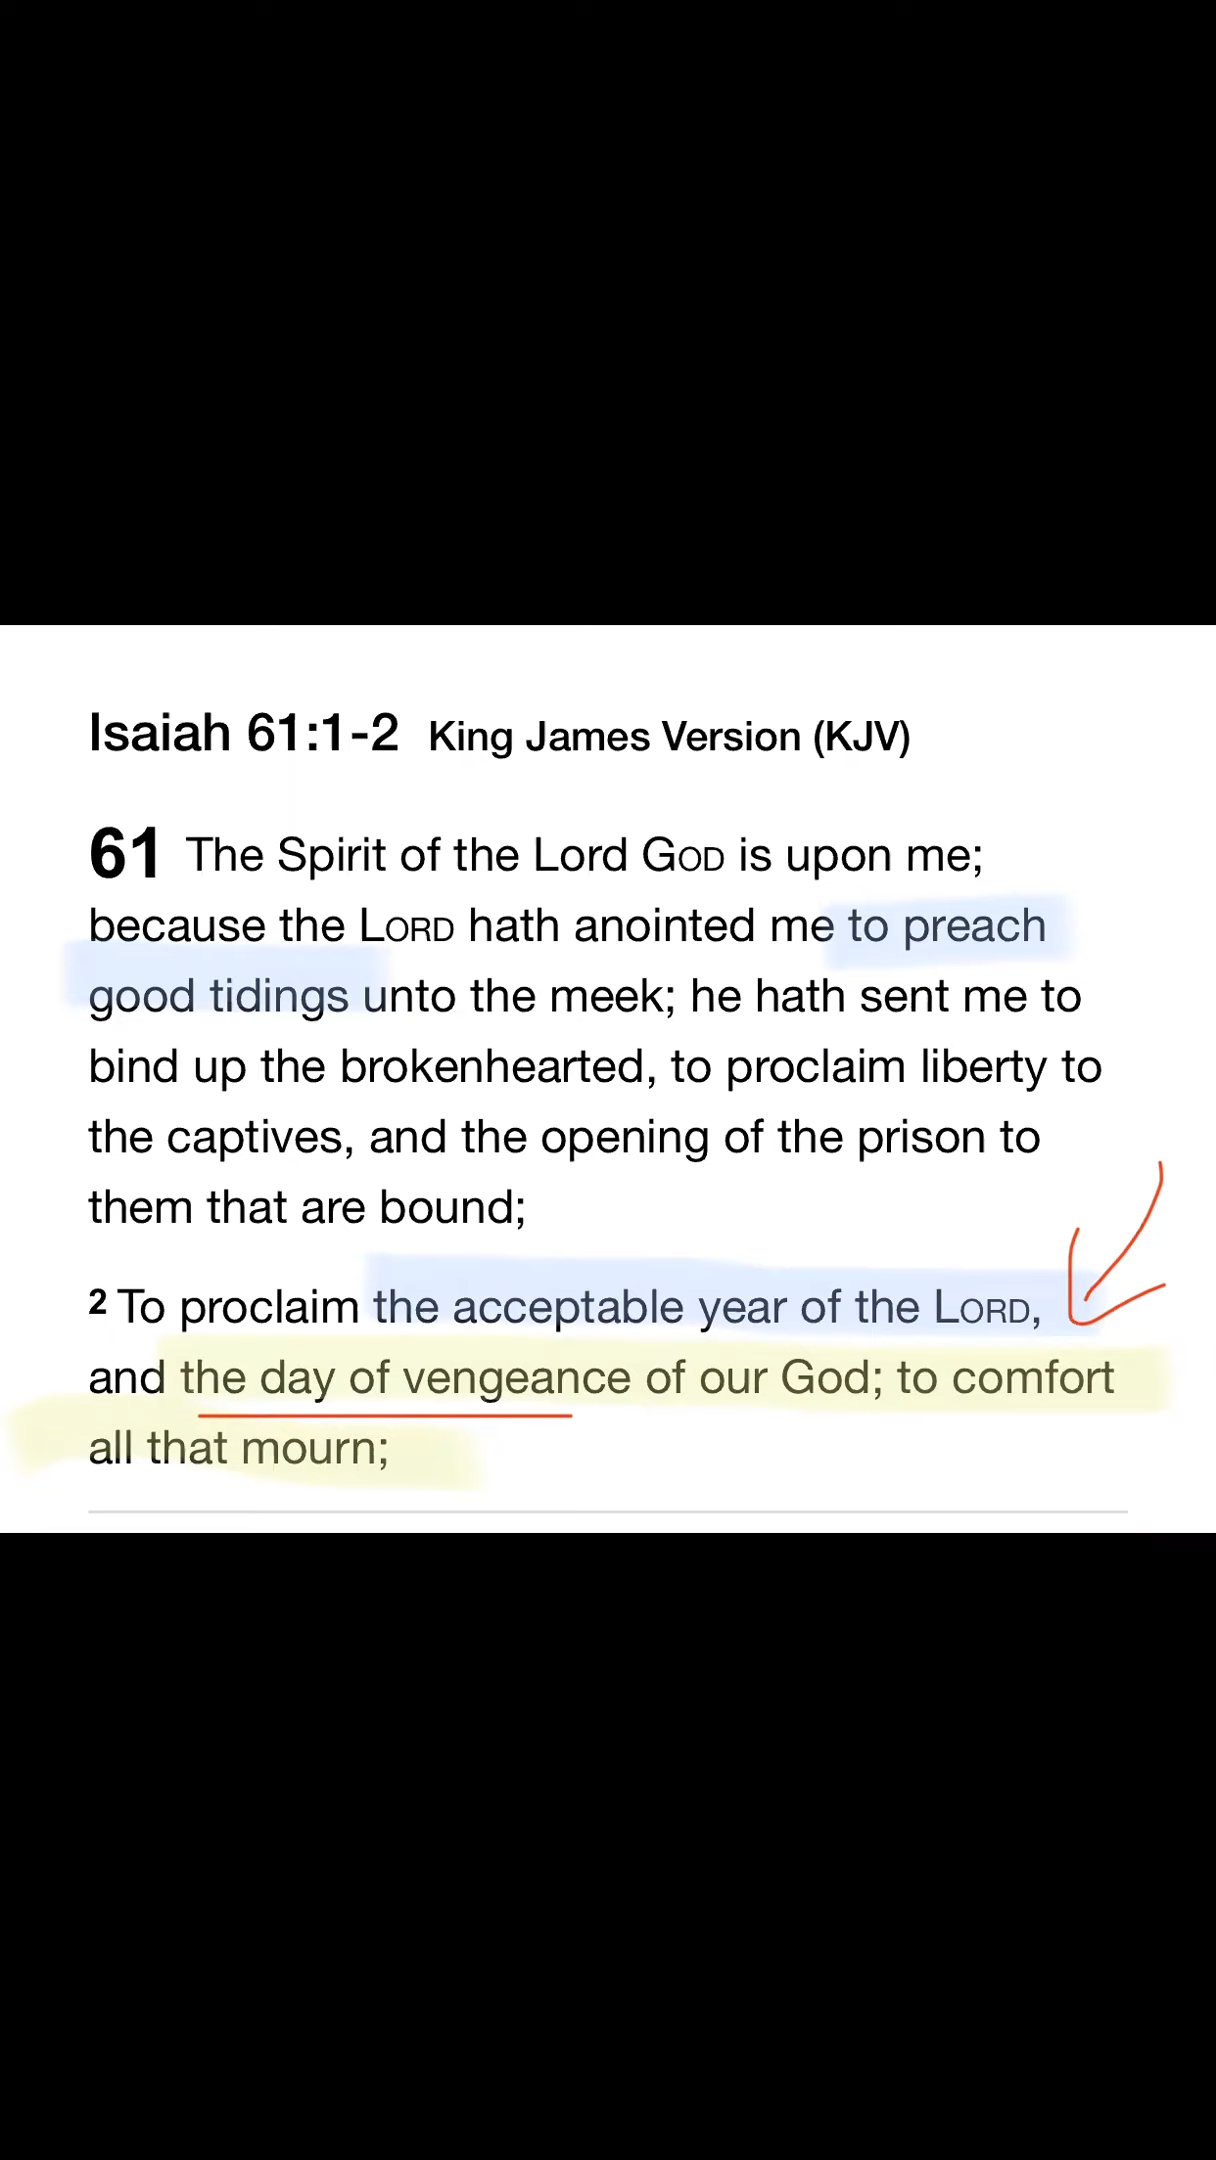 Isaiah 61:1-2 King James Version (KJV)
61 The Spirit of the Lord GOD is upon me;
because the LORD hath anointed me to preach
good tidings unto the meek; he hath sent me to
bind up the brokenhearted, to proclaim liberty to
the captives, and the opening of the prison to
them that are bound;
2 To proclaim the acceptable year of the LORD,
and the day of vengeance of our God; to comfort
all that mourn;